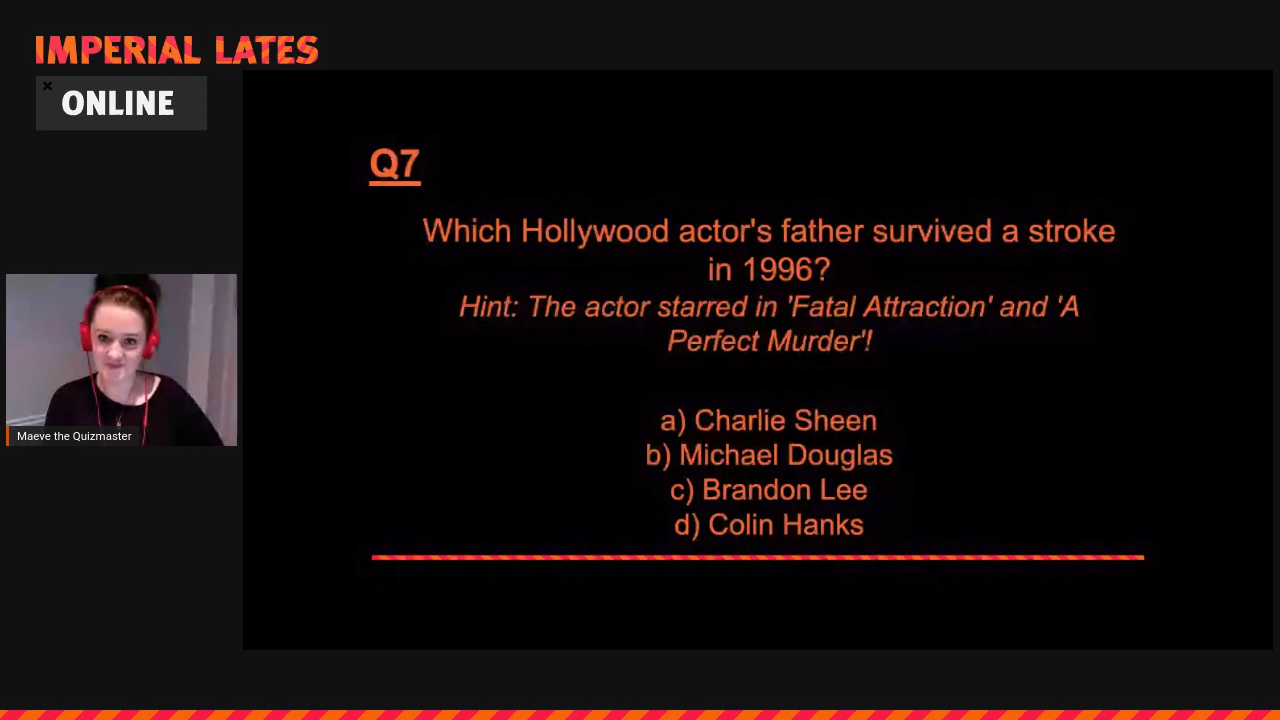 IMPERIAL LATES
ONLINE
Q7
Which Hollywood actor's father survived a stroke
in 1996?
Hint: The actor starred in 'Fatal Attraction' and 'A
Perfect Murder'!
a) Charlie Sheen
b) Michael Douglas
c) Brandon Lee
d) Colin Hanks
Maeve the Quizmaster